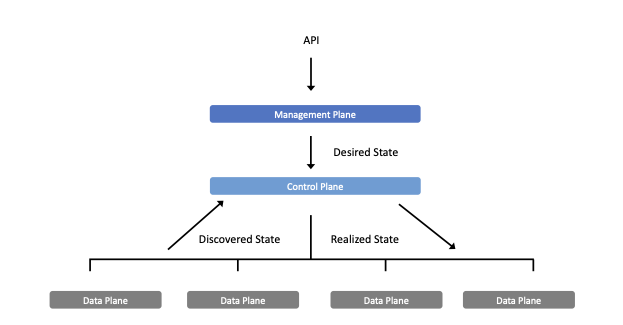 API
Management Plane
Desired State
Control Plane
Discovered State
Realized State
Data Plane
Data Plane
Data Plane
Data Plane